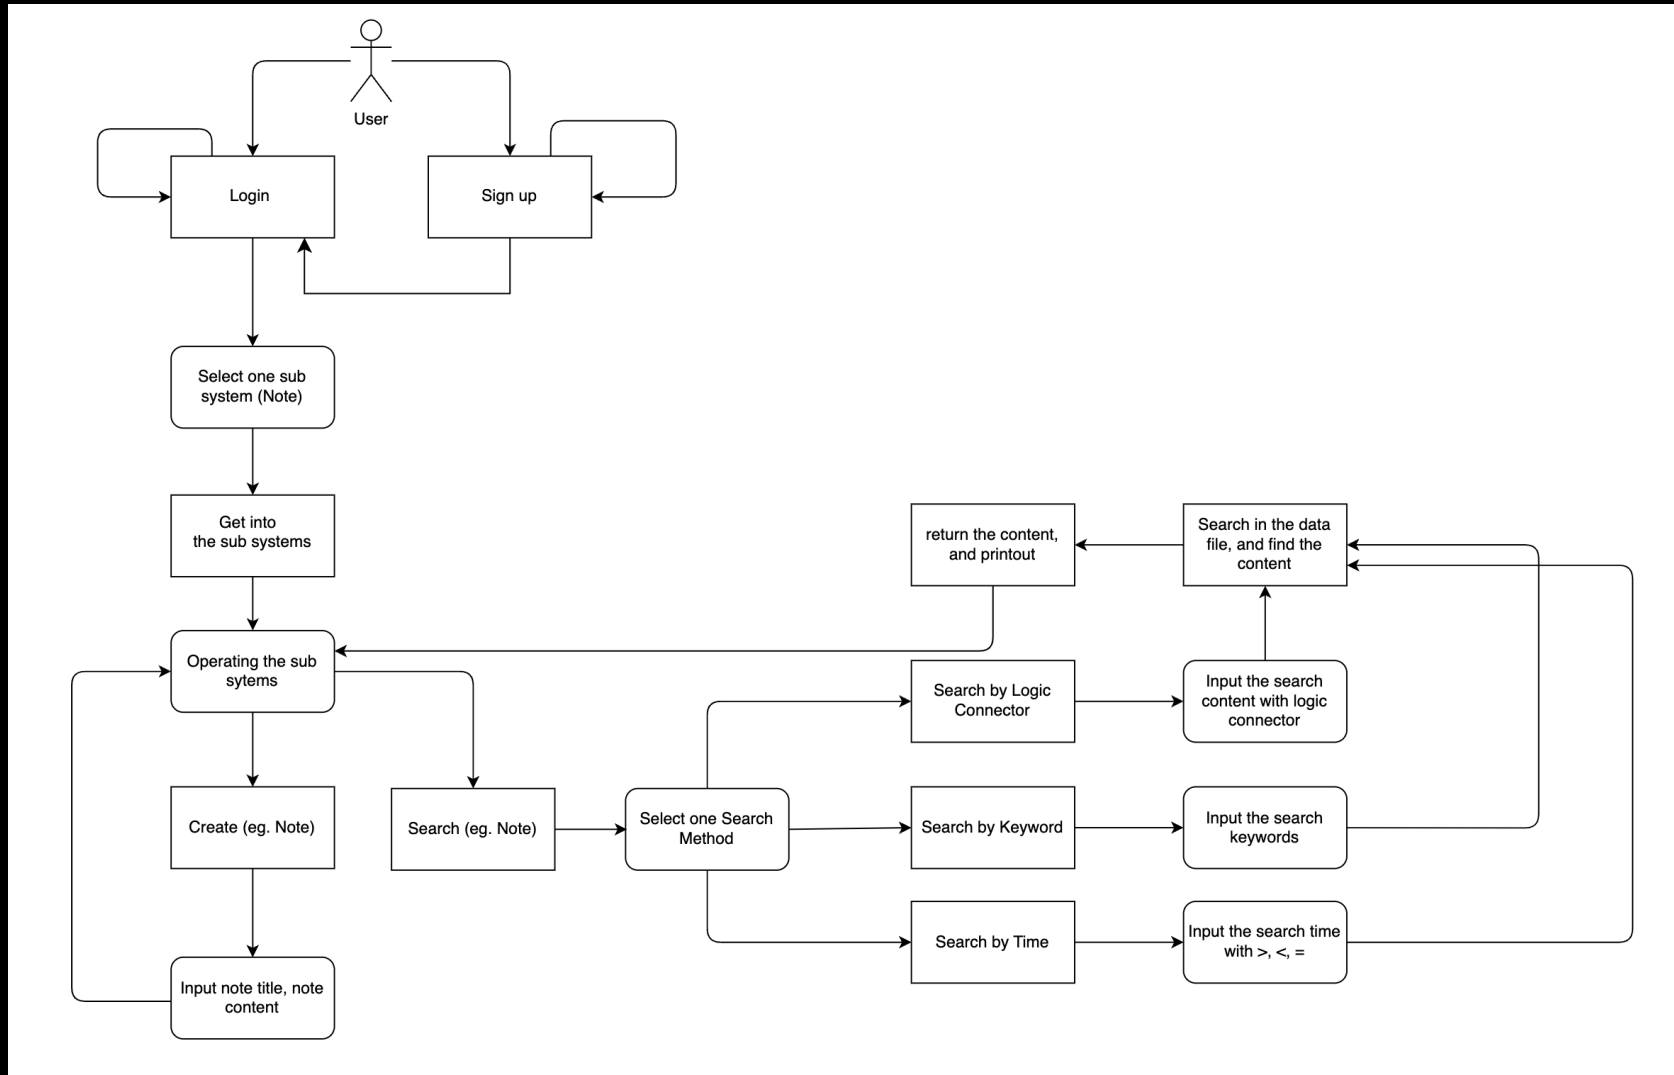 User
Login
Sign up
Select one sub
system (Note)
Get into
the sub systems
return the content,
and printout
Search in the data
file, and find the
content
Operating the sub
sytems
Search by Logic
Connector
Input the search
content with logic
connector
Create (eg. Note)
Search (eg. Note)
Select one Search
Method
Search by Keyword
Input the search
keywords
Search by Time
Input the search time
with >, <, =
Input note title, note
content